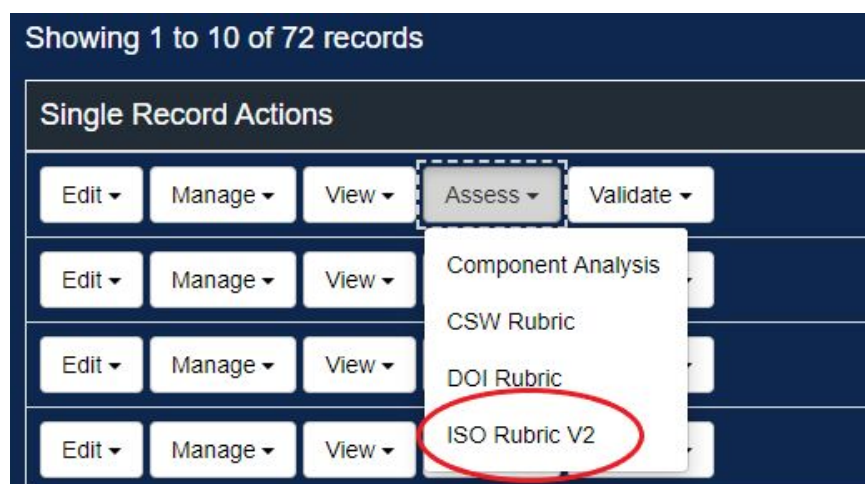 Showing 1 to 10 of 72 records
Single Record Actions
Edit Manage View Assess Validate
Component Analysis
Edit Manage View
CSW Rubric
Edit Manage View
DOI Rubric
ISO Rubric V2
Edit Manage View